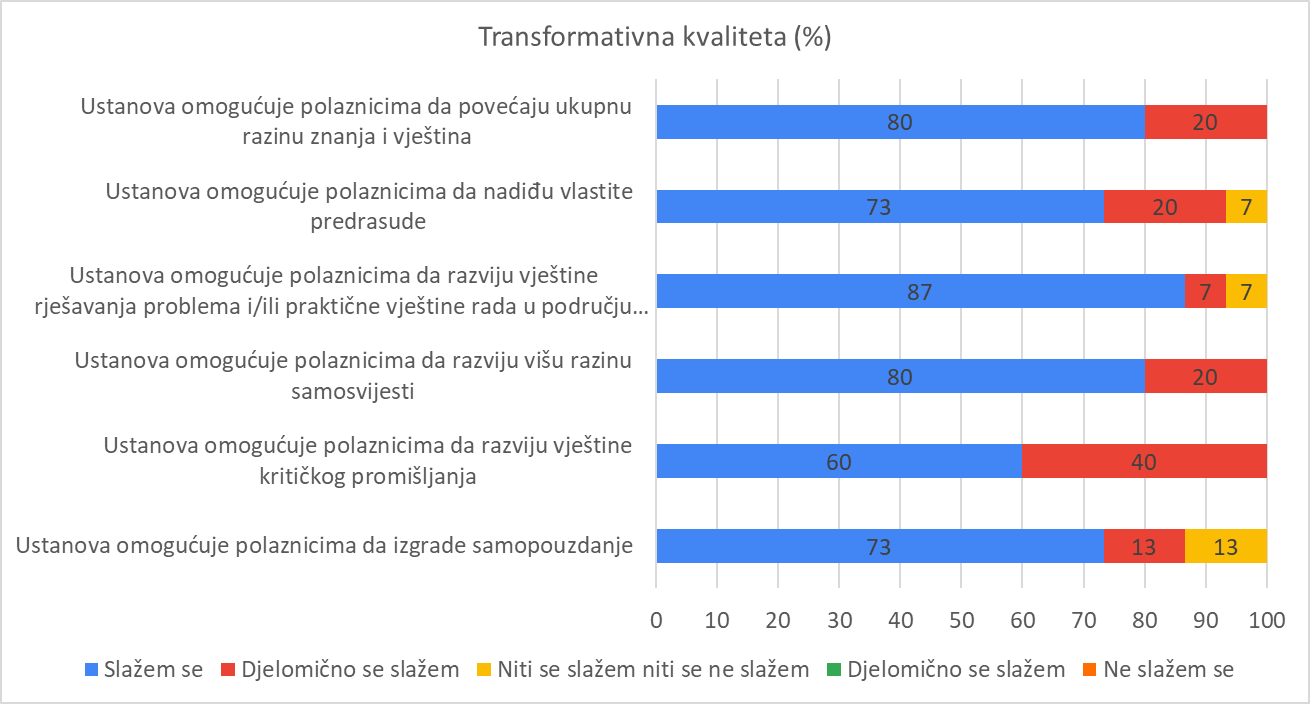 Transformativna kvaliteta (%)
Ustanova omogućuje polaznicima da povećaju ukupnu
razinu znanja i vještina
80 20
Ustanova omogućuje polaznicima da nadiđu vlastite
predrasude
73 20 7
Ustanova omogućuje polaznicima da razviju vještine
rješavanja problema i/ili praktične vještine rada u području...
87 7 7
Ustanova omogućuje polaznicima da razviju višu razinu
samosvijesti
80 20
Ustanova omogućuje polaznicima da razviju vještine
kritičkog promišljanja
60 40
Ustanova omogućuje polaznicima da izgrade samopouzdanje
73 13 13
0 10 20 30 40 50 60 70 80 90 100
Slažem se Djelomično se slažem Niti se slažem niti se ne slažem Djelomično se slažem Ne slažem se